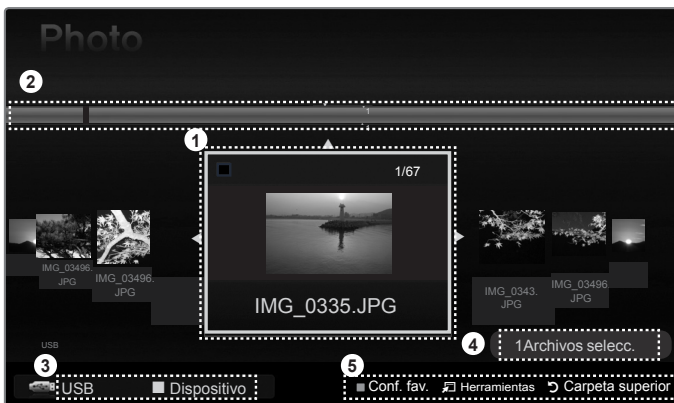 Photo
2
1
1
1/67
IMG_03496.
JPG
IMG_03496.
JPG
IMG_0335.JPG
IMG_0343.
JPG
IMG_03496.
JPG
USB
4
1Archivos selecc.
3
5
USB
Dispositivo
Conf. fav.
Herramientas
Carpeta superior